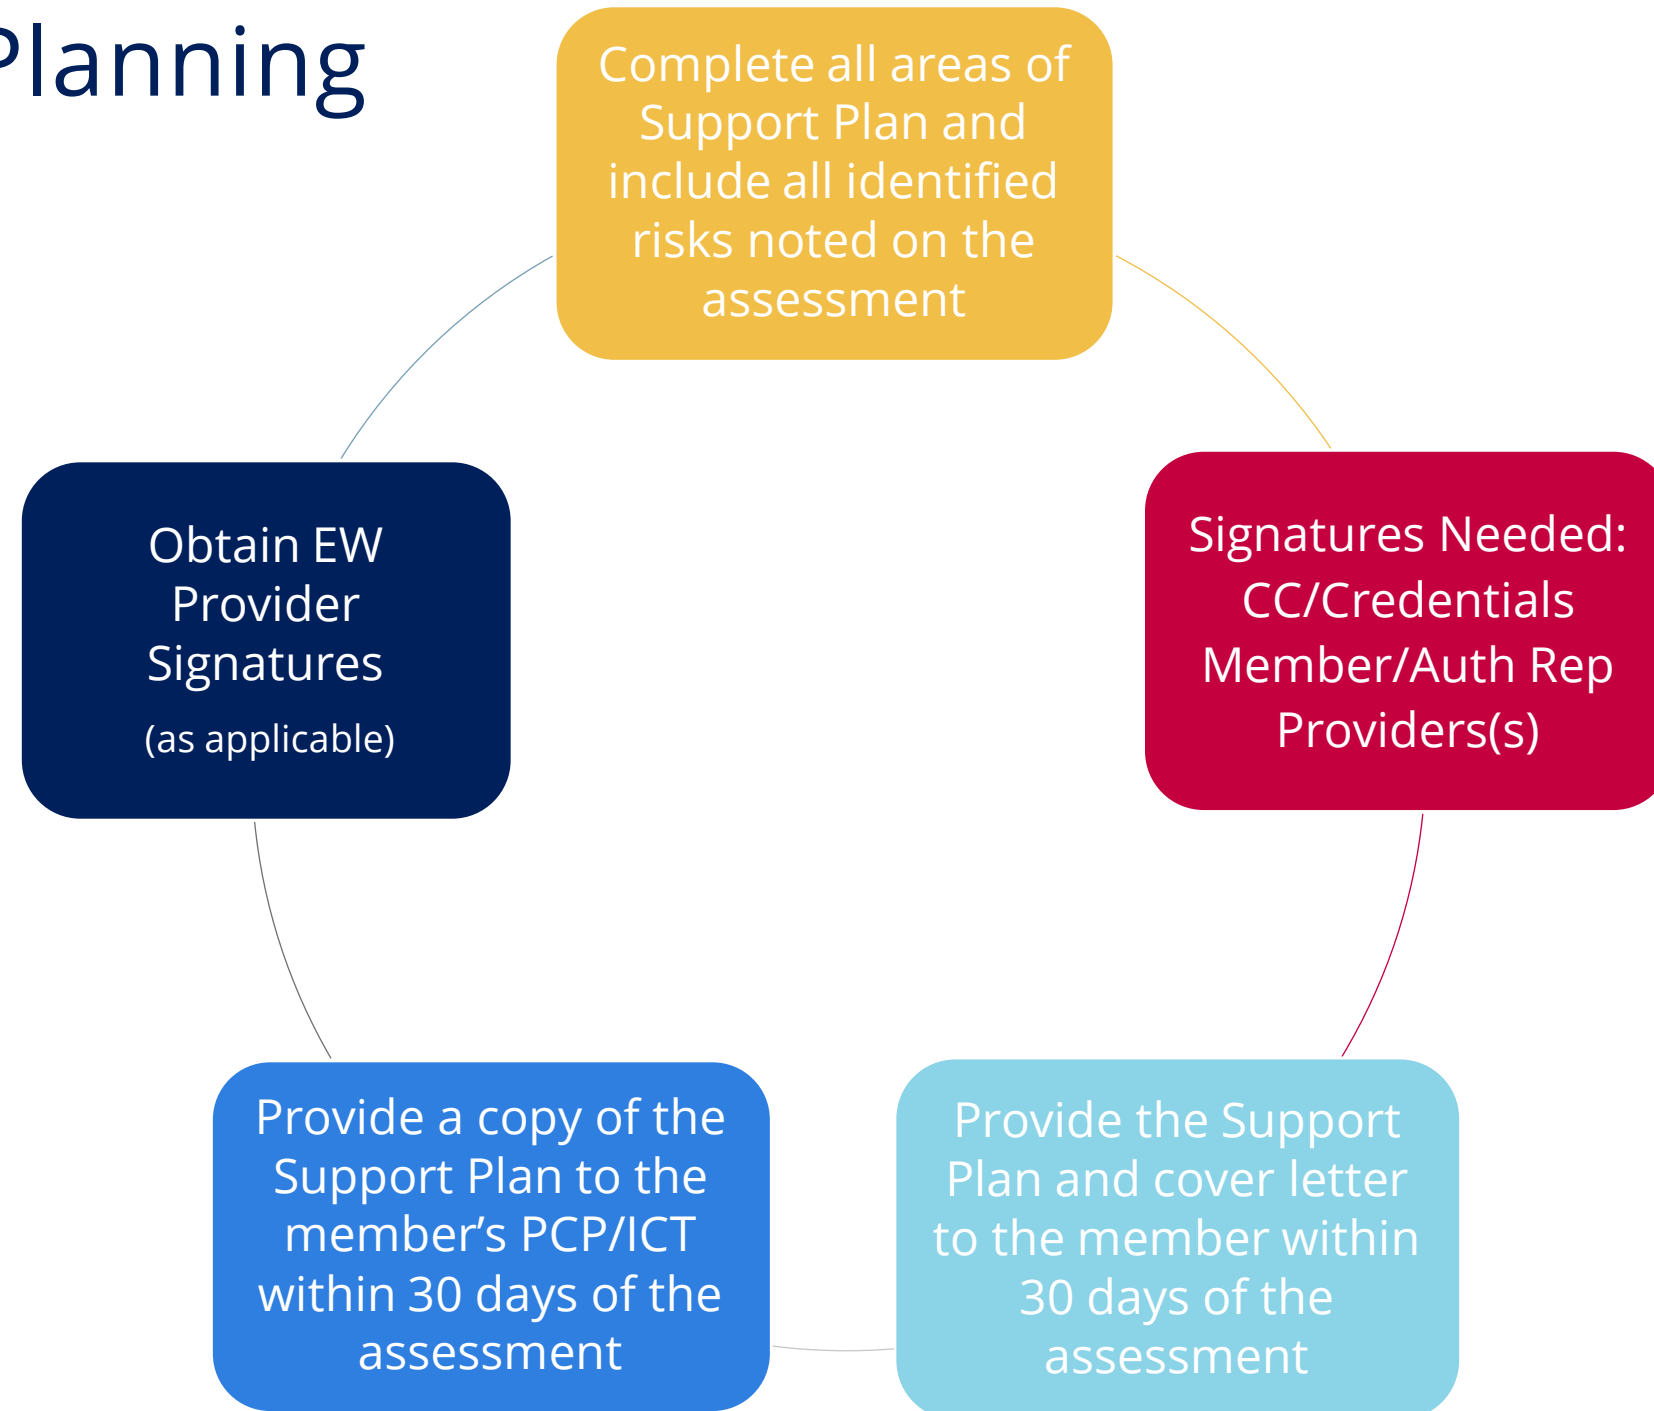 Planning
Complete all areas of
Support Plan and
include all identified
risks noted on the
assessment
Signatures Needed:
CC/Credentials
Member/Auth Rep
Providers(s)
Provide the Support
Plan and cover letter
to the member within
30 days of the
assessment
Provide a copy of the
Support Plan to the
member’s PCP/ICT
within 30 days of the
assessment
Obtain EW
Provider
Signatures
(as applicable)